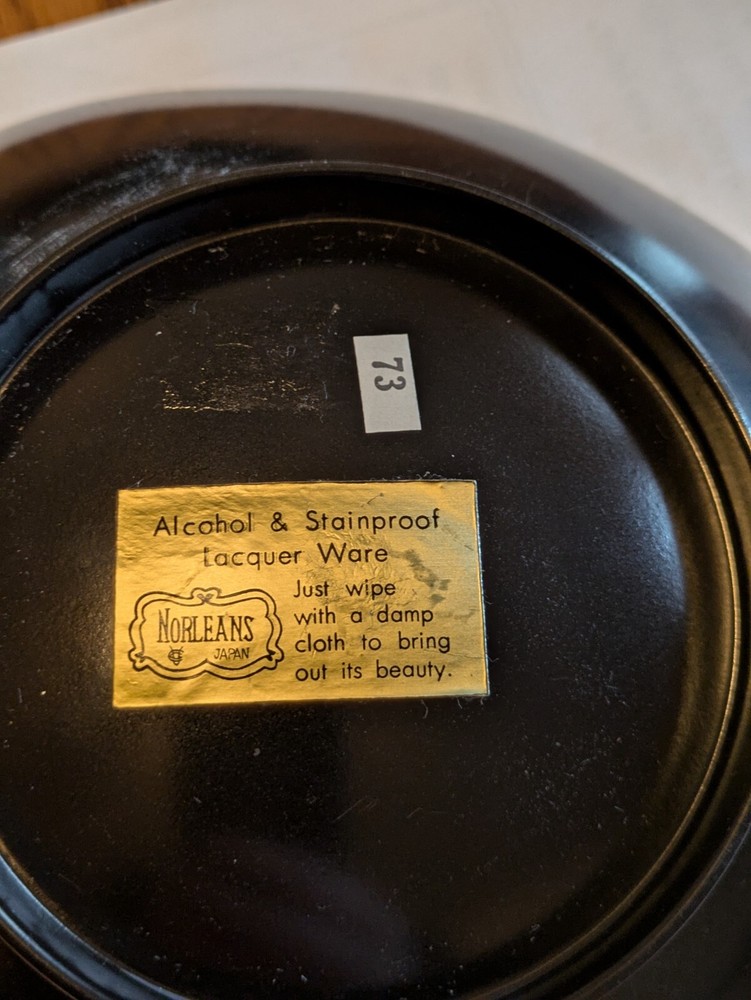 73
Alcohol & Stainproof
Lacquer Ware
NORLEANS
JAPAN
Just wipe
with a damp
cloth to bring
out its beauty.